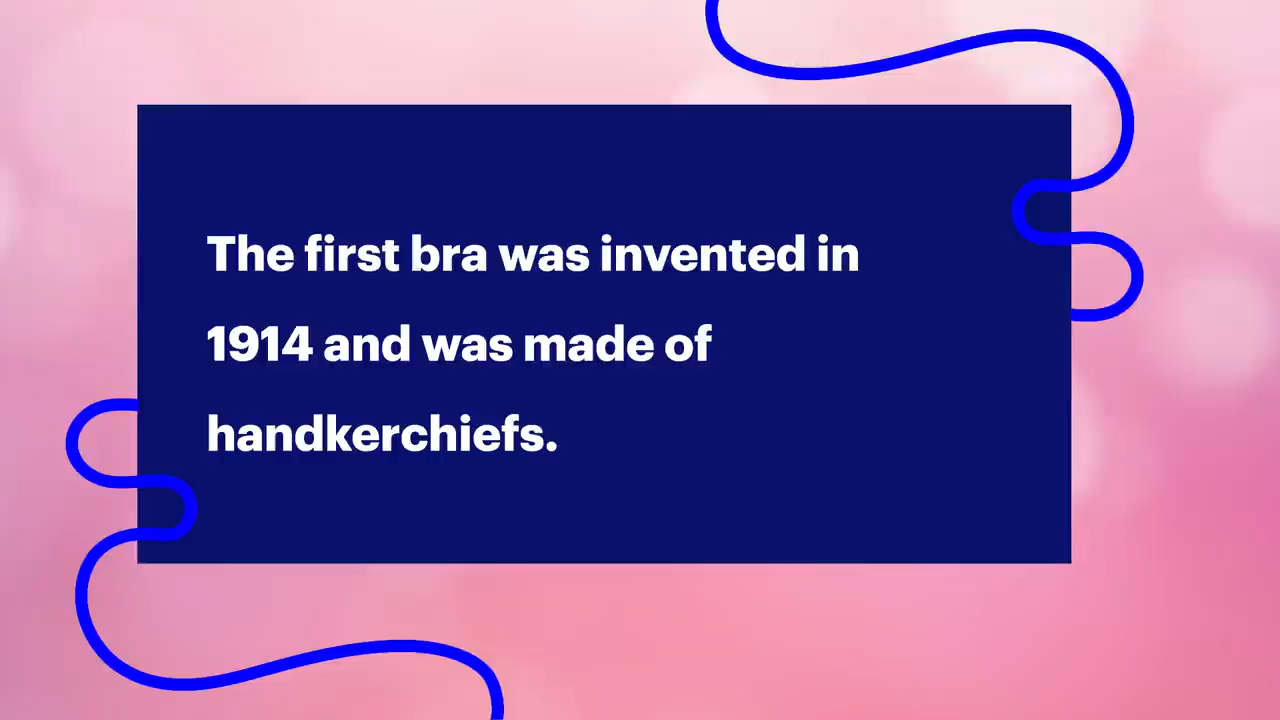 The first bra was invented in
1914 and was made of
handkerchiefs.